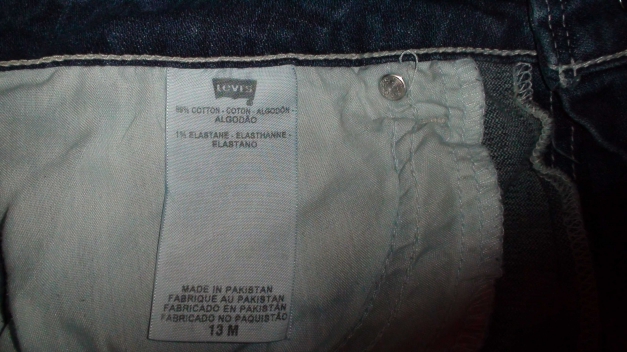 LEVI'S
99% COTTON - COTON - ALGODÓN -
ALGODÃO
1% ELASTANE - ELASTHANNE -
ELASTANO
MADE IN PAKISTAN
FABRIQUE AU PAKISTAN
FABRICADO EN PAKISTÁN
FABRICADO NO PAQUISTÃO
13 M